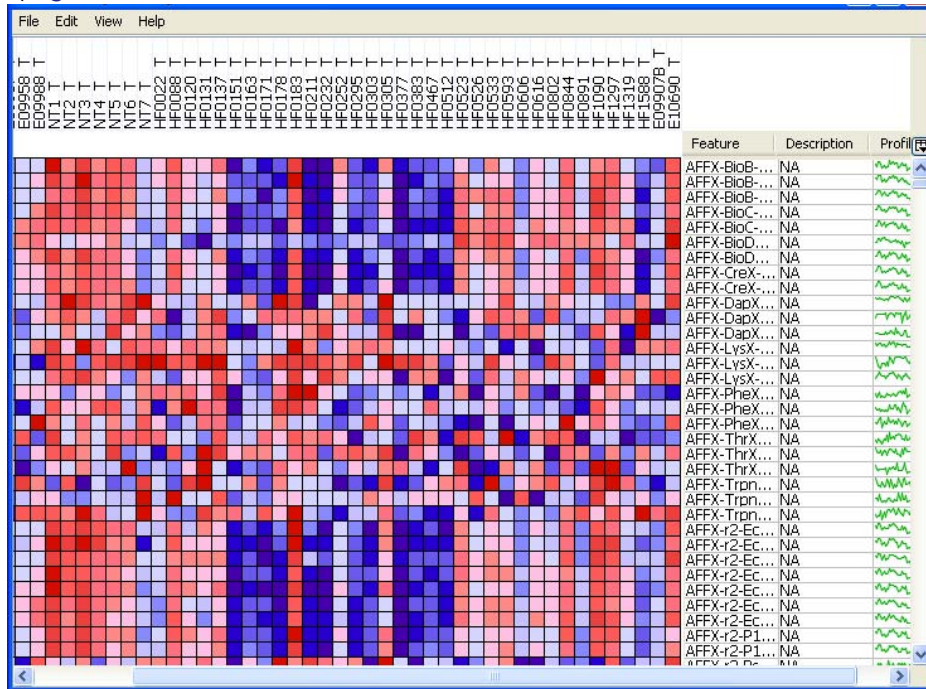 File Edit View Help
E09958 T
E09988 T
NT1 T
NT2 T
NT3 T
NT4 T
NT5 T
NT6 T
NT7 T
HF0022 T
HF0088 T
HF0120 T
HF0131 T
HF0137 T
HF0151 T
HF0163 T
HF0171 T
HF0178 T
HF0183 T
HF0211 T
HF0232 T
HF0252 T
HF0295 T
HF0303 T
HF0305 T
HF0377 T
HF0383 T
HF0467 T
HF0512 T
HF0523 T
HF0526 T
HF0533 T
HF0593 T
HF0606 T
HF0616 T
HF0802 T
HF0844 T
HF0891 T
HF1090 T
HF1297 T
HF1319 T
HF1588 T
E09907B T
E10690 T
Feature Description Profil
AFFX-BioB-... NA
AFFX-BioB-... NA
AFFX-BioB-... NA
AFFX-BioC-... NA
AFFX-BioC-... NA
AFFX-BioD... NA
AFFX-BioD... NA
AFFX-CreX-... NA
AFFX-CreX-... NA
AFFX-DapX... NA
AFFX-DapX... NA
AFFX-DapX... NA
AFFX-LysX-... NA
AFFX-LysX-... NA
AFFX-LysX-... NA
AFFX-PheX... NA
AFFX-PheX... NA
AFFX-PheX... NA
AFFX-ThrX... NA
AFFX-ThrX... NA
AFFX-ThrX... NA
AFFX-Trpn... NA
AFFX-Trpn... NA
AFFX-Trpn... NA
AFFX-r2-Ec... NA
AFFX-r2-Ec... NA
AFFX-r2-Ec... NA
AFFX-r2-Ec... NA
AFFX-r2-Ec... NA
AFFX-r2-Ec... NA
AFFX-r2-Ec... NA
AFFX-r2-P1... NA
AFFX-r2-P1... NA